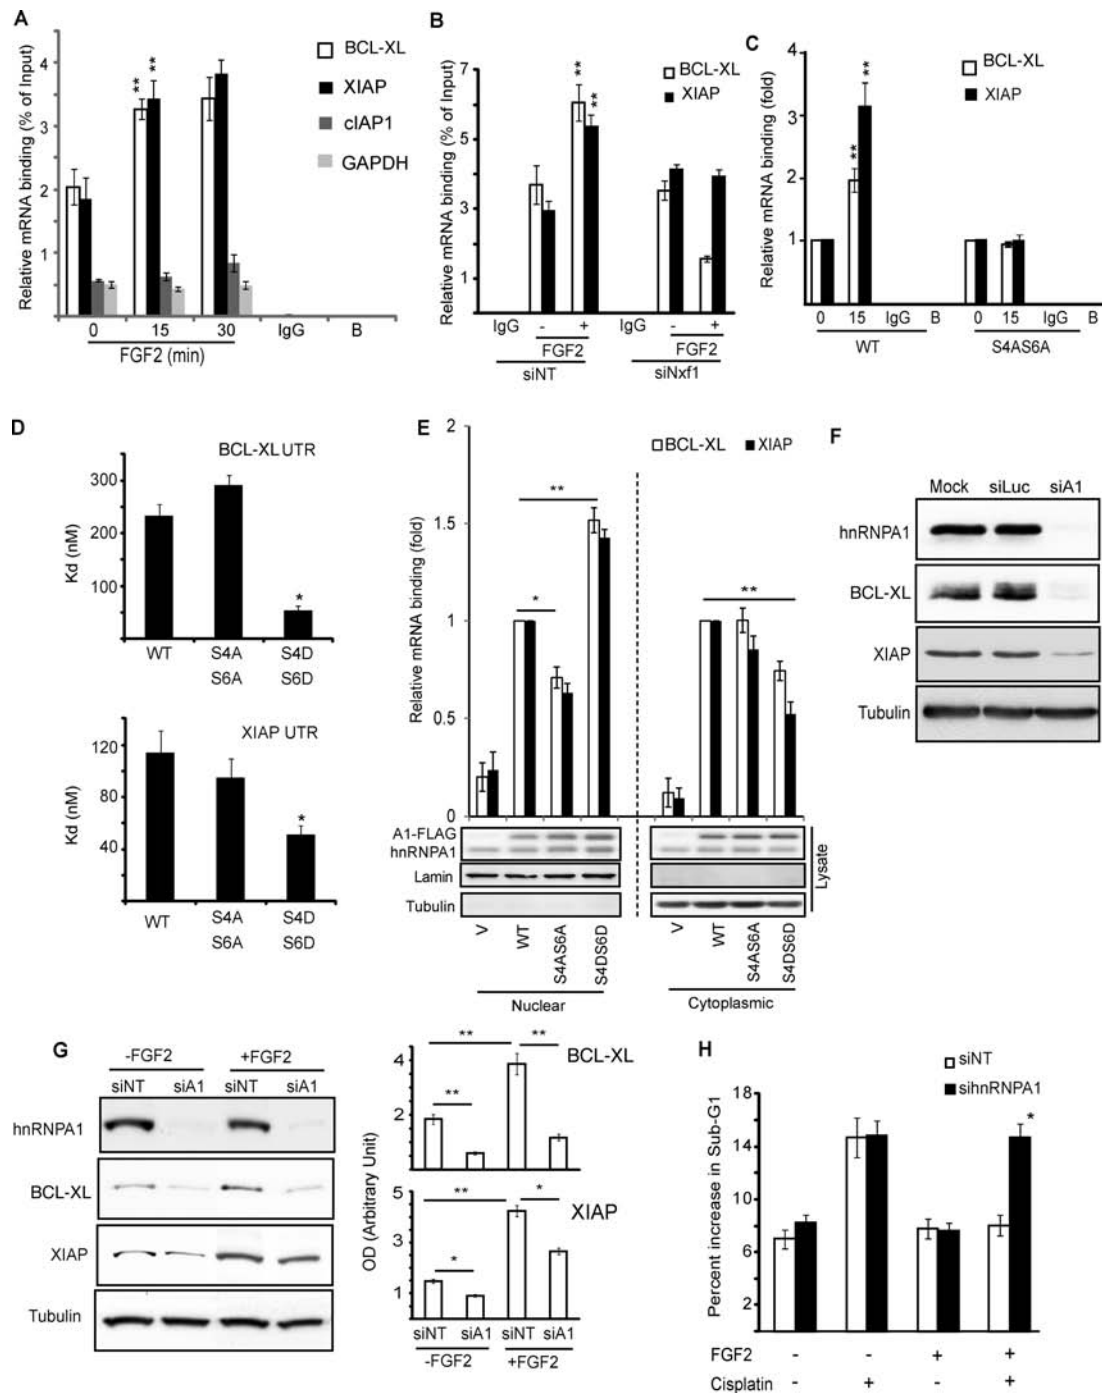 A
Relative mRNA binding (% of Input)
4
3
2
1
BCL-XL
XIAP
cIAP1
GAPDH
**
**
0
15
30
IgG
B
FGF2 (min)
B
Relative mRNA binding (% of Input)
7
5
3
1
BCL-XL
XIAP
**
**
IgG
-
+
IgG
-
+
FGF2
FGF2
siNT
siNxf1
C
Relative mRNA binding (fold)
4
3
2
1
BCL-XL
XIAP
**
**
0
15
IgG
B
0
15
IgG
B
WT
S4AS6A
D
BCL-XL UTR
Kd (nM)
300
200
150
50
*
WT
S4A
S6A
S4D
S6D
XIAP UTR
Kd (nM)
120
80
40
*
WT
S4A
S6A
S4D
S6D
E
Relative mRNA binding (fold)
2
1.5
1
0.5
0
BCL-XL
XIAP
**
*
**
A1-FLAG
hnRNPA1
Lamin
Tubulin
Lysate
V
WT
S4AS6A
S4DS6D
V
WT
S4AS6A
S4DS6D
Nuclear
Cytoplasmic
F
Mock
siLuc
siA1
hnRNPA1
BCL-XL
XIAP
Tubulin
G
-FGF2
+FGF2
siNT
siA1
siNT
siA1
hnRNPA1
BCL-XL
XIAP
Tubulin
OD (Arbitrary Unit)
4
2
1
BCL-XL
**
**
**
5
3
1
XIAP
**
*
*
siNT
siA1
siNT
siA1
-FGF2
+FGF2
H
Percent increase in Sub-G1
18
14
8
6
2
siNT
sihnRNPA1
*
FGF2
-
-
+
+
Cisplatin
-
+
-
+